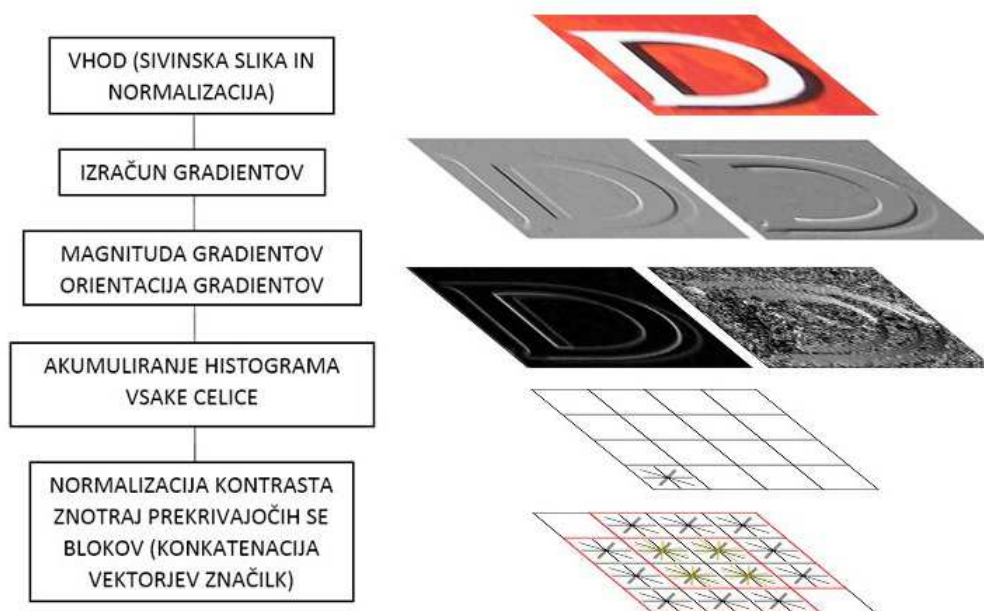 VHOD (SIVINSKA SLIKA IN
NORMALIZACIJA)
IZRAČUN GRADIENTOV
MAGNITUDA GRADIENTOV
ORIENTACIJA GRADIENTOV
AKUMULIRANJE HISTOGRAMA
VSAKE CELICE
NORMALIZACIJA KONTRASTA
ZNOTRAJ PREKRIVAJOČIH SE
BLOKOV (KONKATENACIJA
VEKTORJEV ZNAČILK)
D
D
D
D
D